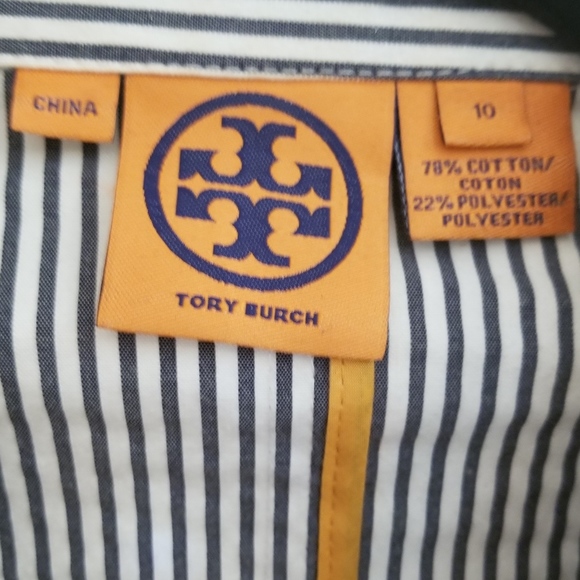 CHINA
TORY BURCH
10
78% COTTON/
COTON
22% POLYESTER/
POLYESTER